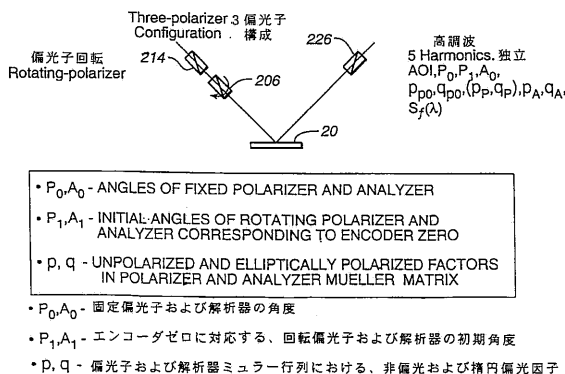 Three-polarizer 3 偏光子
Configuration. 構成
偏光子回転
Rotating-polarizer
214
206
226
20
高調波
5 Harmonics. 独立
AOI,P0,P1,A0,
pp0,qp0,(pP,qP),pA,qA,
Sf(λ)
• P0,A0 - ANGLES OF FIXED POLARIZER AND ANALYZER
• P1,A1 - INITIAL ANGLES OF ROTATING POLARIZER AND
ANALYZER CORRESPONDING TO ENCODER ZERO
• p, q - UNPOLARIZED AND ELLIPTICALLY POLARIZED FACTORS
IN POLARIZER AND ANALYZER MUELLER MATRIX
• P0,A0 - 固定偏光子および解析器の角度
• P1,A1 - エンコーダゼロに対応する、回転偏光子および解析器の初期角度
• p, q - 偏光子および解析器ミュラー行列における、非偏光および楕円偏光因子